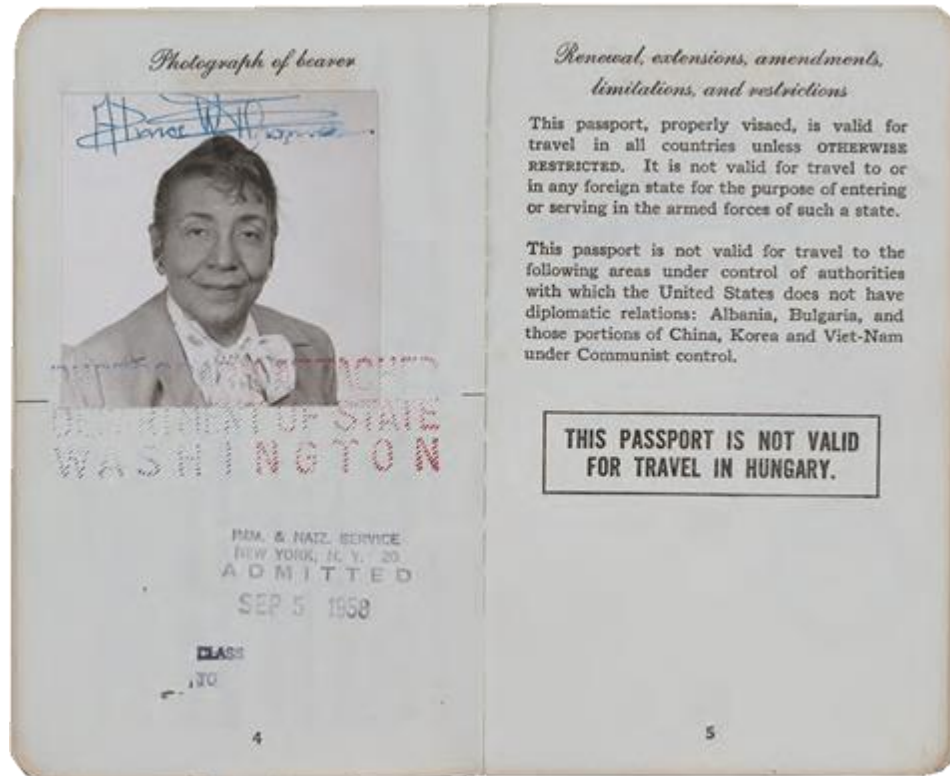 Photograph of bearer
DEPARTMENT OF STATE
WASHINGTON
IMM. & NATZ. SERVICE
NEW YORK, N. Y. 20
ADMITTED
SEP 5 1958
CLASS
TO
4
Renewal, extensions, amendments,
limitations, and restrictions
This passport, properly visaed, is valid for
travel in all countries unless OTHERWISE
RESTRICTED. It is not valid for travel to or
in any foreign state for the purpose of entering
or serving in the armed forces of such a state.
This passport is not valid for travel to the
following areas under control of authorities
with which the United States does not have
diplomatic relations: Albania, Bulgaria, and
those portions of China, Korea and Viet-Nam
under Communist control.
THIS PASSPORT IS NOT VALID
FOR TRAVEL IN HUNGARY.
5